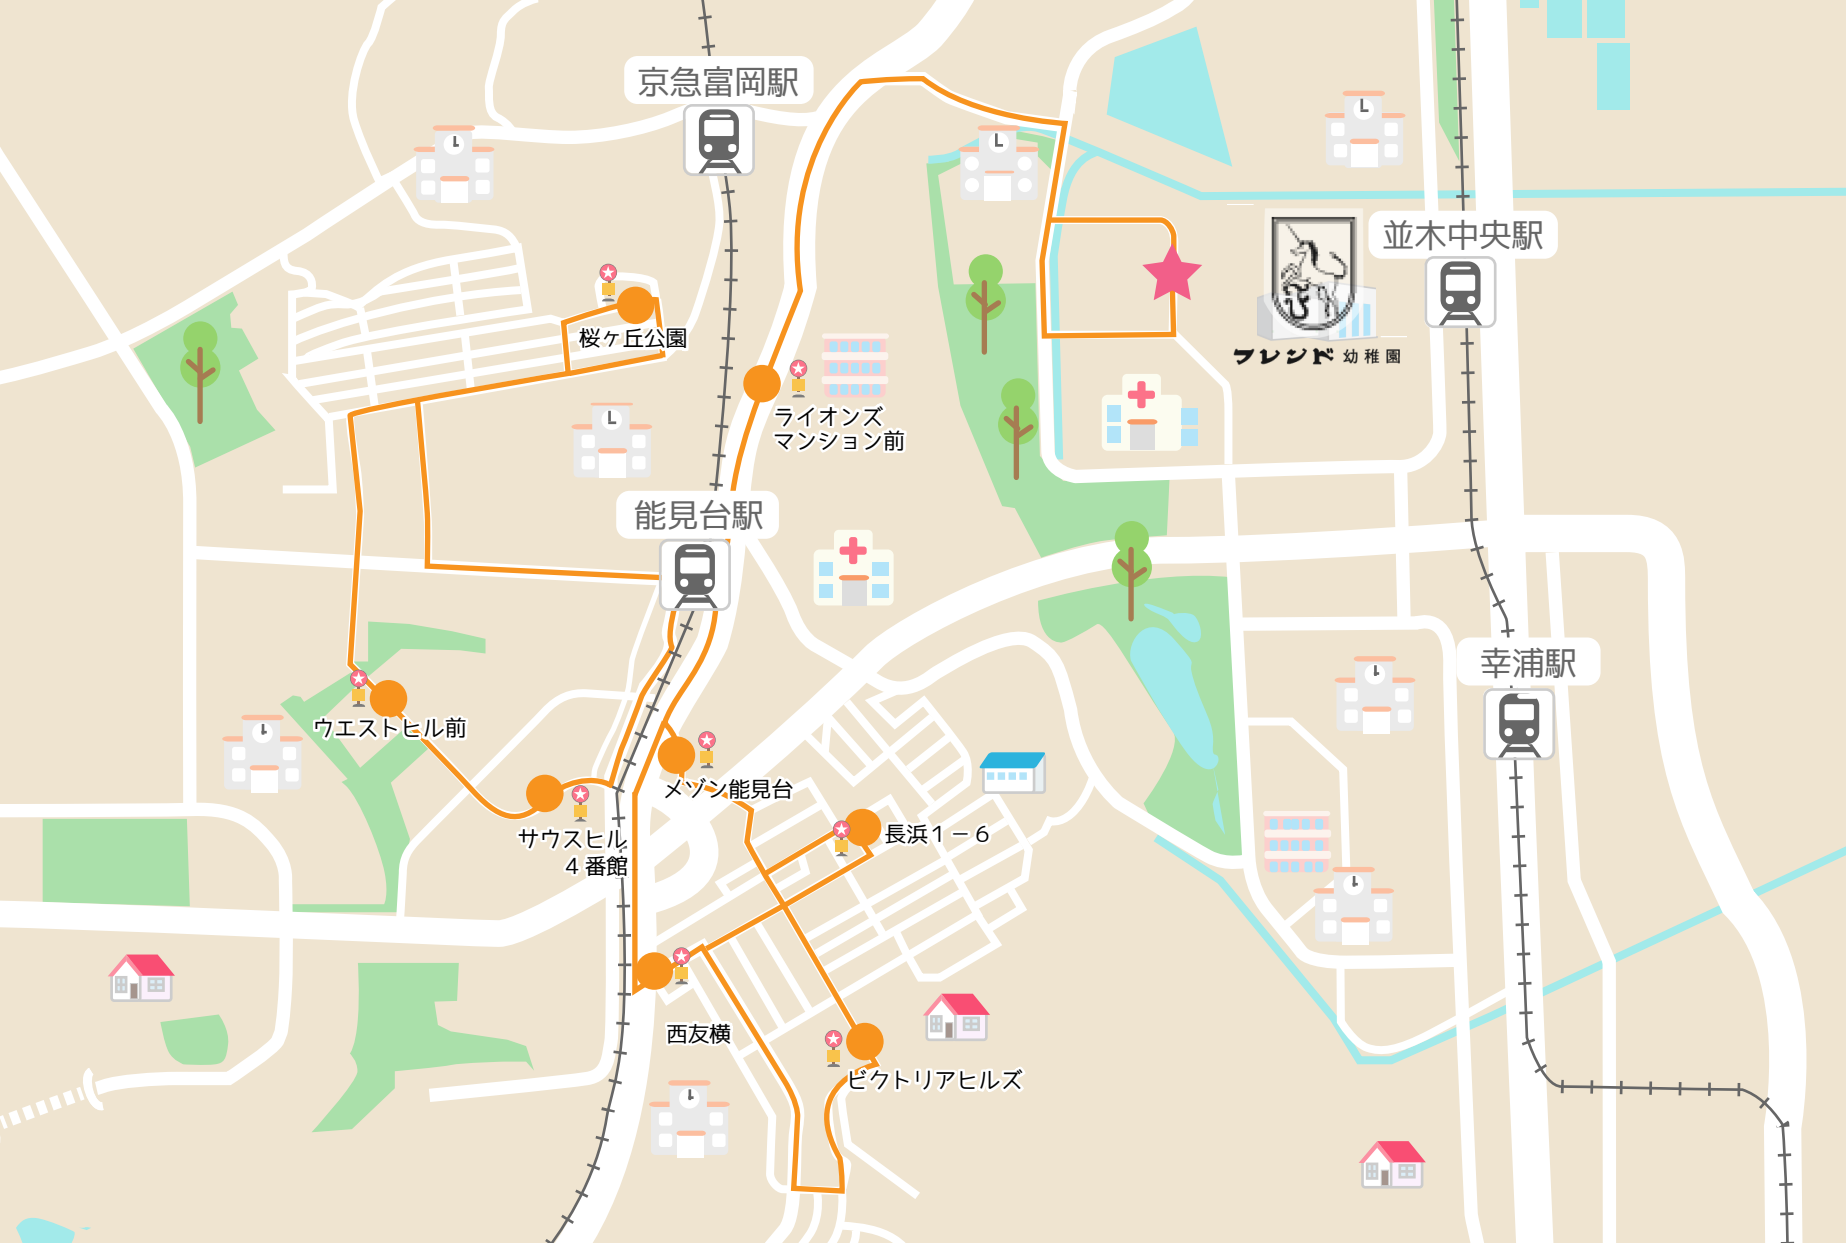 京急富岡駅
並木中央駅
フレンド幼稚園
桜ヶ丘公園
ライオンズ
マンション前
能見台駅
幸浦駅
ウエストヒル前
メゾン能見台
サウスヒル
４番館
長浜１－６
西友横
ビクトリアヒルズ